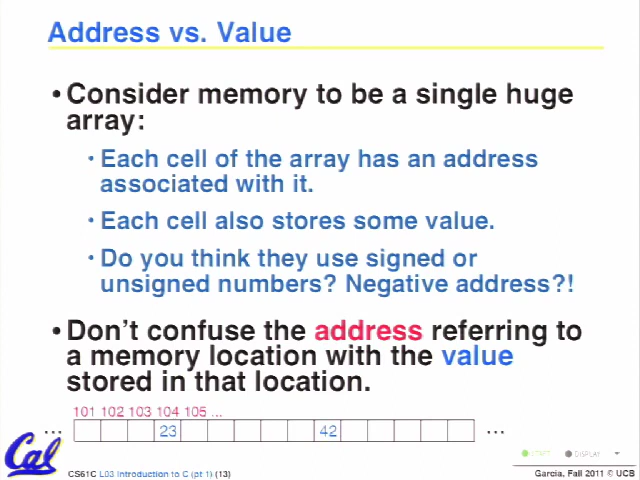 Address vs. Value
• Consider memory to be a single huge
array:
• Each cell of the array has an address
associated with it.
• Each cell also stores some value.
• Do you think they use signed or
unsigned numbers? Negative address?!
• Don't confuse the address referring to
a memory location with the value
stored in that location.
101 102 103 104 105 ...
... 23 42 ...
Cal
START DISPLAY
CS61C L03 Introduction to C (pt 1) (13)
Garcia, Fall 2011 © UCB